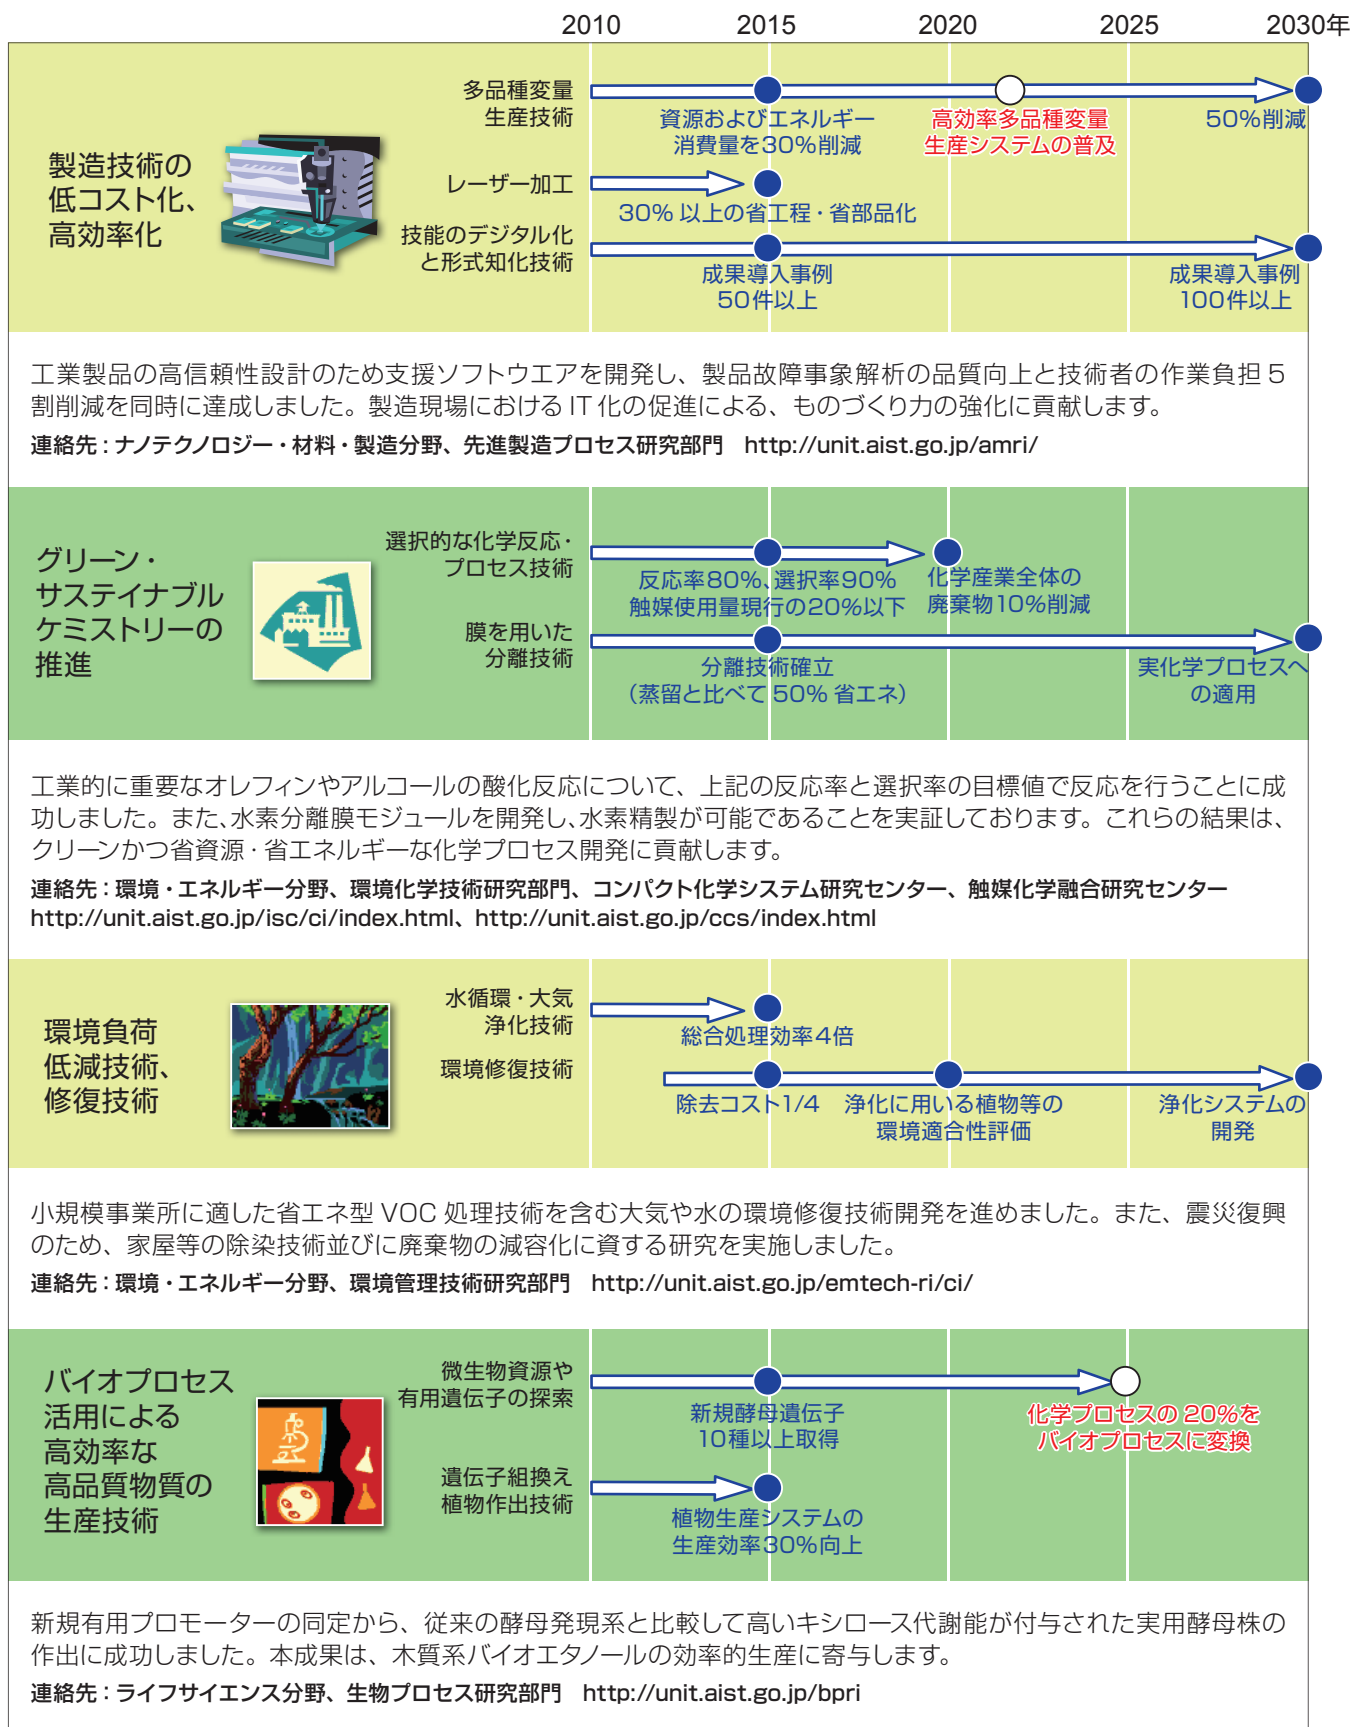 2010 2015 2020 2025 2030年
製造技術の
低コスト化、
高効率化
多品種変量
生産技術
資源およびエネルギー
消費量を30%削減
高効率多品種変量
生産システムの普及
50%削減
レーザー加工
30% 以上の省工程・省部品化
技能のデジタル化
と形式知化技術
成果導入事例
50件以上
成果導入事例
100件以上
工業製品の高信頼性設計のため支援ソフトウエアを開発し、製品故障事象解析の品質向上と技術者の作業負担 5
割削減を同時に達成しました。製造現場における IT 化の促進による、ものづくり力の強化に貢献します。
連絡先：ナノテクノロジー・材料・製造分野、先進製造プロセス研究部門　http://unit.aist.go.jp/amri/
グリーン・
サステイナブル
ケミストリーの
推進
選択的な化学反応・
プロセス技術
反応率80%、選択率90%
触媒使用量現行の20%以下
化学産業全体の
廃棄物10%削減
膜を用いた
分離技術
分離技術確立
（蒸留と比べて 50% 省エネ）
実化学プロセスへ
の適用
工業的に重要なオレフィンやアルコールの酸化反応について、上記の反応率と選択率の目標値で反応を行うことに成
功しました。また、水素分離膜モジュールを開発し、水素精製が可能であることを実証しております。これらの結果は、
クリーンかつ省資源・省エネルギーな化学プロセス開発に貢献します。
連絡先：環境・エネルギー分野、環境化学技術研究部門、コンパクト化学システム研究センター、触媒化学融合研究センター
http://unit.aist.go.jp/isc/ci/index.html、http://unit.aist.go.jp/ccs/index.html
環境負荷
低減技術、
修復技術
水循環・大気
浄化技術
総合処理効率4倍
環境修復技術
除去コスト1/4
浄化に用いる植物等の
環境適合性評価
浄化システムの
開発
小規模事業所に適した省エネ型 VOC 処理技術を含む大気や水の環境修復技術開発を進めました。また、震災復興
のため、家屋等の除染技術並びに廃棄物の減容化に資する研究を実施しました。
連絡先：環境・エネルギー分野、環境管理技術研究部門　http://unit.aist.go.jp/emtech-ri/ci/
バイオプロセス
活用による
高効率な
高品質物質の
生産技術
微生物資源や
有用遺伝子の探索
新規酵母遺伝子
10種以上取得
化学プロセスの 20%を
バイオプロセスに変換
遺伝子組換え
植物作出技術
植物生産システムの
生産効率30%向上
新規有用プロモーターの同定から、従来の酵母発現系と比較して高いキシロース代謝能が付与された実用酵母株の
作出に成功しました。本成果は、木質系バイオエタノールの効率的生産に寄与します。
連絡先：ライフサイエンス分野、生物プロセス研究部門　http://unit.aist.go.jp/bpri